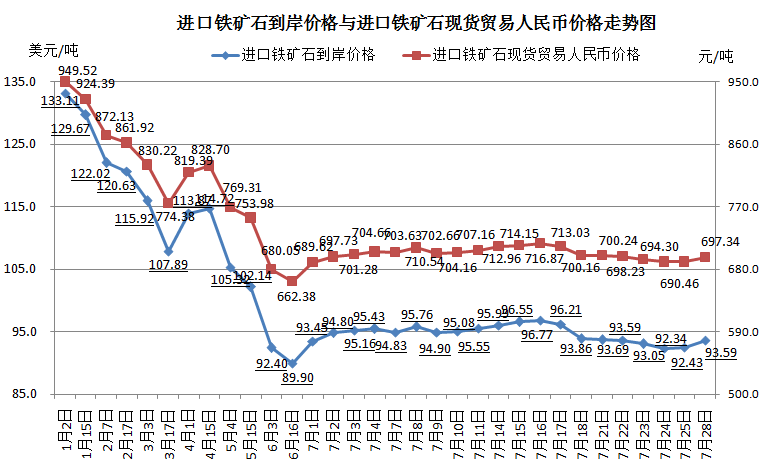 进口铁矿石到岸价格与进口铁矿石现货贸易人民币价格走势图
美元/吨
进口铁矿石到岸价格
进口铁矿石现货贸易人民币价格
元/吨
135.0
125.0
115.0
105.0
95.0
85.0
950.0
860.0
770.0
680.0
590.0
500.0
949.52
924.39
872.13
861.92
830.22
774.38
819.39
828.70
769.31
753.98
680.05
662.38
689.62
697.73
701.28
704.66
703.63
710.54
702.66
704.16
707.16
712.96
714.15
716.87
713.03
700.16
700.24
698.23
694.30
690.46
697.34
133.11
129.67
122.02
120.63
115.92
107.89
113.87
114.72
102.14
92.40
89.90
93.45
94.80
95.16
95.43
94.83
95.76
94.90
95.08
95.55
96.55
96.77
96.21
93.86
93.69
93.59
93.05
92.34
92.43
93.59
1月2日
1月15日
2月7日
2月17日
3月3日
3月17日
4月1日
4月15日
5月4日
5月15日
6月3日
6月16日
7月1日
7月2日
7月3日
7月4日
7月7日
7月8日
7月9日
7月10日
7月11日
7月14日
7月15日
7月16日
7月17日
7月18日
7月21日
7月22日
7月23日
7月24日
7月25日
7月28日